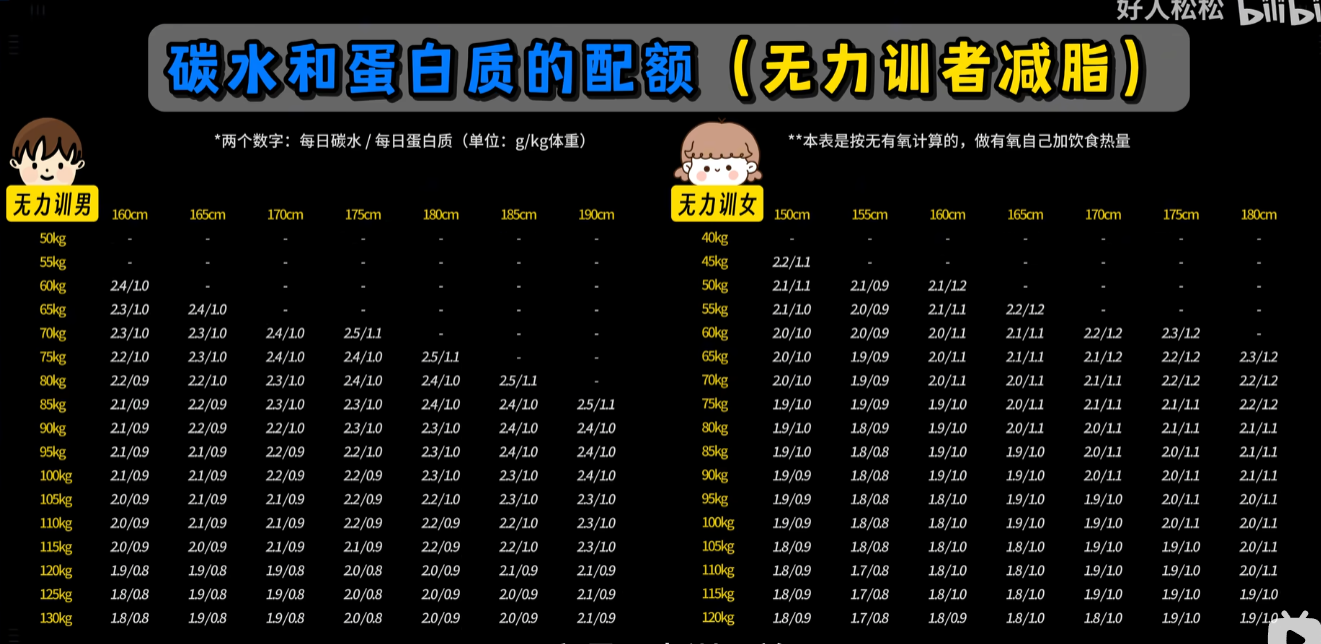 好人松松 bilibi
碳水和蛋白质的配额（无力训者减脂）
*两个数字：每日碳水 / 每日蛋白质（单位：g/kg体重） **本表是按无有氧计算的，做有氧自己加饮食热量
无力训男 160cm 165cm 170cm 175cm 180cm 185cm 190cm
50kg - - - - - - -
55kg - - - - - - -
60kg 2.4/1.0 - - - - - -
65kg 2.3/1.0 2.4/1.0 - - - - -
70kg 2.3/1.0 2.3/1.0 2.4/1.0 2.5/1.1 - - -
75kg 2.2/1.0 2.3/1.0 2.4/1.0 2.4/1.0 2.5/1.1 - -
80kg 2.2/0.9 2.2/1.0 2.3/1.0 2.4/1.0 2.4/1.0 2.5/1.1 -
85kg 2.1/0.9 2.2/0.9 2.3/1.0 2.3/1.0 2.4/1.0 2.4/1.0 2.5/1.1
90kg 2.1/0.9 2.2/0.9 2.2/1.0 2.3/1.0 2.3/1.0 2.4/1.0 2.4/1.0
95kg 2.1/0.9 2.1/0.9 2.2/0.9 2.2/1.0 2.3/1.0 2.4/1.0 2.4/1.0
100kg 2.1/0.9 2.1/0.9 2.2/0.9 2.2/0.9 2.3/1.0 2.3/1.0 2.4/1.0
105kg 2.0/0.9 2.1/0.9 2.1/0.9 2.2/0.9 2.2/1.0 2.3/1.0 2.3/1.0
110kg 2.0/0.9 2.1/0.9 2.1/0.9 2.2/0.9 2.2/0.9 2.2/1.0 2.3/1.0
115kg 2.0/0.9 2.0/0.9 2.1/0.9 2.1/0.9 2.2/0.9 2.2/1.0 2.3/1.0
120kg 1.9/0.8 1.9/0.8 1.9/0.8 2.0/0.8 2.0/0.9 2.1/0.9 2.1/0.9
125kg 1.8/0.8 1.9/0.8 1.9/0.8 2.0/0.8 2.0/0.9 2.0/0.9 2.1/0.9
130kg 1.8/0.8 1.9/0.8 1.9/0.8 2.0/0.8 2.0/0.9 2.0/0.9 2.1/0.9
无力训女 150cm 155cm 160cm 165cm 170cm 175cm 180cm
40kg - - - - - - -
45kg 2.2/1.1 - - - - - -
50kg 2.1/1.1 2.1/0.9 2.1/1.2 - - - -
55kg 2.1/1.0 2.0/0.9 2.1/1.1 2.2/1.2 - - -
60kg 2.0/1.0 2.0/0.9 2.0/1.1 2.1/1.1 2.2/1.2 2.3/1.2 -
65kg 2.0/1.0 1.9/0.9 2.0/1.1 2.1/1.1 2.1/1.2 2.2/1.2 2.3/1.2
70kg 2.0/1.0 1.9/0.9 2.0/1.1 2.0/1.1 2.1/1.1 2.2/1.2 2.2/1.2
75kg 1.9/1.0 1.9/0.9 1.9/1.0 2.0/1.1 2.1/1.1 2.1/1.1 2.2/1.2
80kg 1.9/1.0 1.8/0.9 1.9/1.0 2.0/1.1 2.0/1.1 2.1/1.1 2.1/1.1
85kg 1.9/1.0 1.8/0.8 1.9/1.0 1.9/1.0 2.0/1.1 2.0/1.1 2.1/1.1
90kg 1.9/0.9 1.8/0.8 1.9/1.0 1.9/1.0 2.0/1.1 2.0/1.1 2.1/1.1
95kg 1.9/0.9 1.8/0.8 1.8/1.0 1.9/1.0 1.9/1.0 2.0/1.1 2.0/1.1
100kg 1.9/0.9 1.8/0.8 1.8/1.0 1.9/1.0 1.9/1.0 2.0/1.1 2.0/1.1
105kg 1.8/0.9 1.8/0.8 1.8/1.0 1.8/1.0 1.9/1.0 1.9/1.0 2.0/1.1
110kg 1.8/0.9 1.7/0.8 1.8/1.0 1.8/1.0 1.9/1.0 1.9/1.0 2.0/1.1
115kg 1.8/0.9 1.7/0.8 1.8/1.0 1.8/1.0 1.9/1.0 1.9/1.0 1.9/1.0
120kg 1.8/0.9 1.7/0.8 1.8/0.9 1.8/1.0 1.8/1.0 1.9/1.0 1.9/1.0